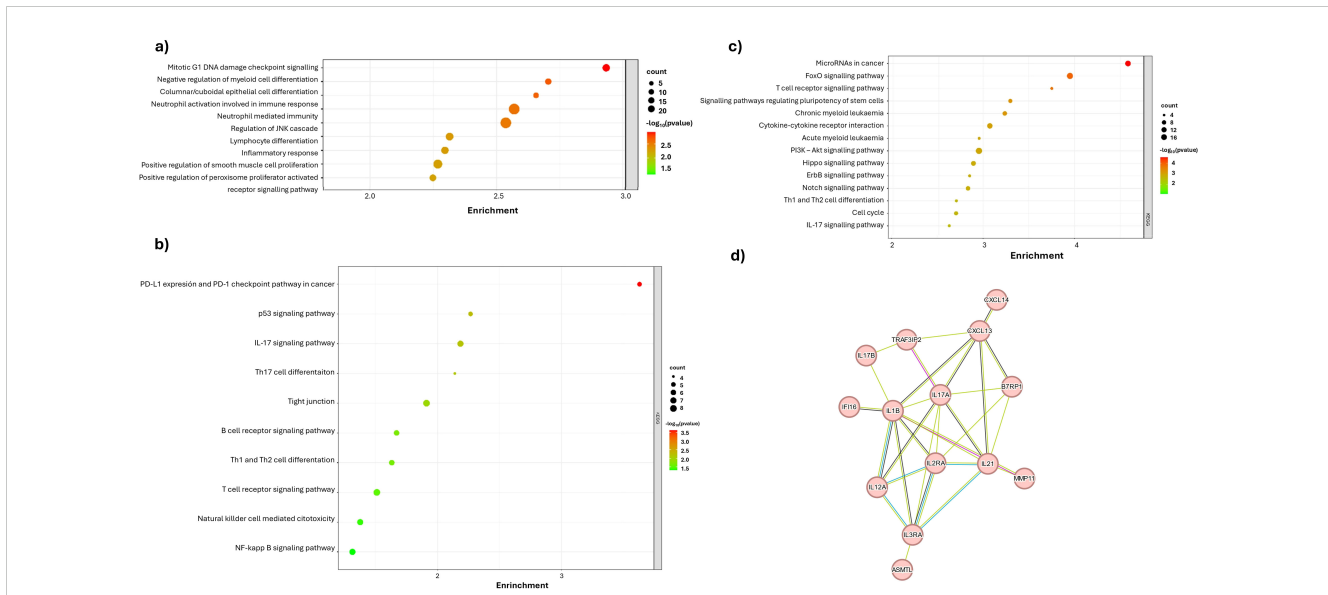 a)
Mitotic G1 DNA damage checkpoint signalling
Negative regulation of myeloid cell differentiation
Columnar/cuboidal epithelial cell differentiation
Neutrophil activation involved in immune response
Neutrophil mediated immunity
Regulation of JNK cascade
Lymphocyte differentiation
Inflammatory response
Positive regulation of smooth muscle cell proliferation
Positive regulation of peroxisome proliferator activated
receptor signalling pathway
2.0 2.5 3.0
Enrichment
count
5
10
15
20
-log₁₀(pvalue)
2.5
2.0
1.5
b)
PD-L1 expresión and PD-1 checkpoint pathway in cancer
p53 signaling pathway
IL-17 signaling pathway
Th17 cell differentaiton
Tight junction
B cell receptor signaling pathway
Th1 and Th2 cell differentation
T cell receptor signaling pathway
Natural killder cell mediated citotoxicity
NF-kapp B signaling pathway
2 3
Enrichment
KEGG
count
4
5
6
7
8
-log₁₀(pvalue)
3.5
3.0
2.5
2.0
1.5
c)
MicroRNAs in cancer
FoxO signalling pathway
T cell receptor signalling pathway
Signalling pathways regulating pluripotency of stem cells
Chronic myeloid leukaemia
Cytokine-cytokine receptor interaction
Acute myeloid leukaemia
PI3K – Akt signalling pathway
Hippo signalling pathway
ErbB signalling pathway
Notch signalling pathway
Th1 and Th2 cell differentiation
Cell cycle
IL-17 signalling pathway
2 3 4
Enrichment
KEGG
count
4
8
12
16
-log₁₀(pvalue)
4
3
2
d)
CXCL14
CXCL13
TRAF3IP2
IL17B
B7RP1
IL17A
IFI16
IL1B
IL2RA
IL21
MMP11
IL12A
IL3RA
ASMTL